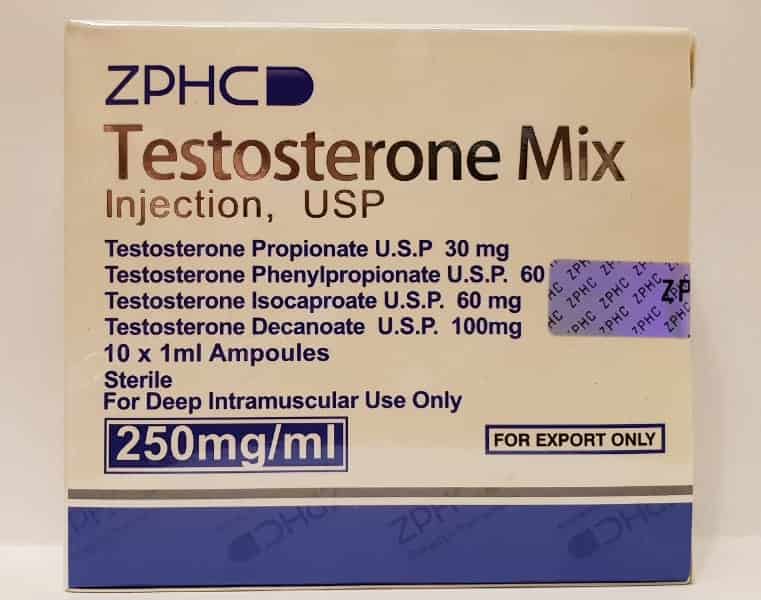 ZPHC
Testosterone Mix
Injection, USP
Testosterone Propionate U.S.P 30 mg
Testosterone Phenylpropionate U.S.P. 60
Testosterone Isocaproate U.S.P. 60 mg
Testosterone Decanoate U.S.P. 100mg
10 x 1ml Ampoules
Sterile
For Deep Intramuscular Use Only
250mg/ml
FOR EXPORT ONLY
ZPHC